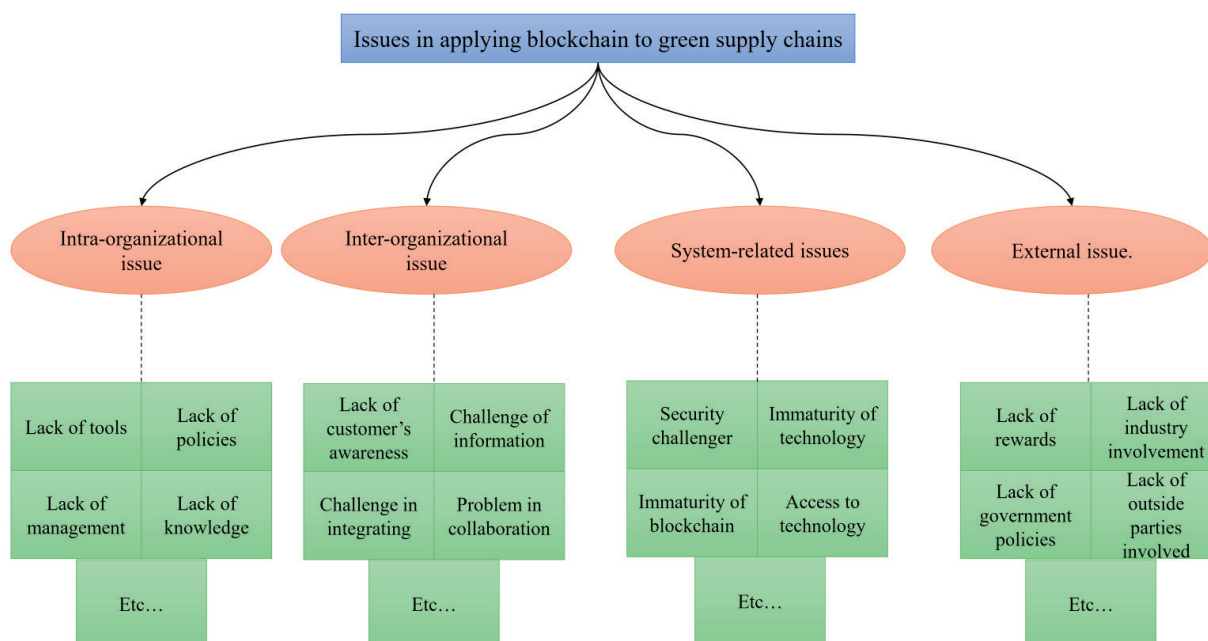 Issues in applying blockchain to green supply chains
Intra-organizational
issue
Inter-organizational
issue
System-related issues
External issue.
Lack of tools
Lack of
policies
Lack of
management
Lack of
knowledge
Etc…
Lack of
customer’s
awareness
Challenge of
information
Challenge in
integrating
Problem in
collaboration
Etc…
Security
challenger
Immaturity of
technology
Immaturity of
blockchain
Access to
technology
Etc…
Lack of
rewards
Lack of
industry
involvement
Lack of
government
policies
Lack of
outside
parties
involved
Etc…